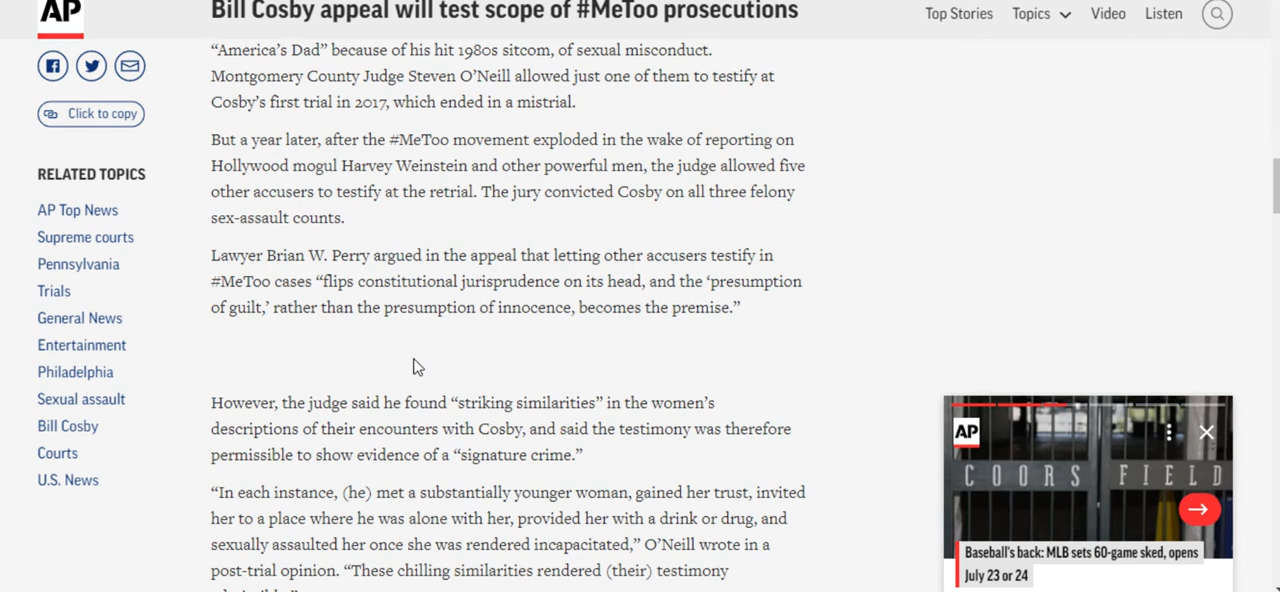 AP
Bill Cosby appeal will test scope of #MeToo prosecutions
Top Stories Topics Video Listen
Click to copy
RELATED TOPICS
AP Top News
Supreme courts
Pennsylvania
Trials
General News
Entertainment
Philadelphia
Sexual assault
Bill Cosby
Courts
U.S. News
“America’s Dad” because of his hit 1980s sitcom, of sexual misconduct.
Montgomery County Judge Steven O’Neill allowed just one of them to testify at
Cosby’s first trial in 2017, which ended in a mistrial.
But a year later, after the #MeToo movement exploded in the wake of reporting on
Hollywood mogul Harvey Weinstein and other powerful men, the judge allowed five
other accusers to testify at the retrial. The jury convicted Cosby on all three felony
sex-assault counts.
Lawyer Brian W. Perry argued in the appeal that letting other accusers testify in
#MeToo cases “flips constitutional jurisprudence on its head, and the ‘presumption
of guilt,’ rather than the presumption of innocence, becomes the premise.”
However, the judge said he found “striking similarities” in the women’s
descriptions of their encounters with Cosby, and said the testimony was therefore
permissible to show evidence of a “signature crime.”
“In each instance, (he) met a substantially younger woman, gained her trust, invited
her to a place where he was alone with her, provided her with a drink or drug, and
sexually assaulted her once she was rendered incapacitated,” O’Neill wrote in a
post-trial opinion. “These chilling similarities rendered (their) testimony
AP
COORS FIELD
Baseball’s back: MLB sets 60-game sked, opens
July 23 or 24